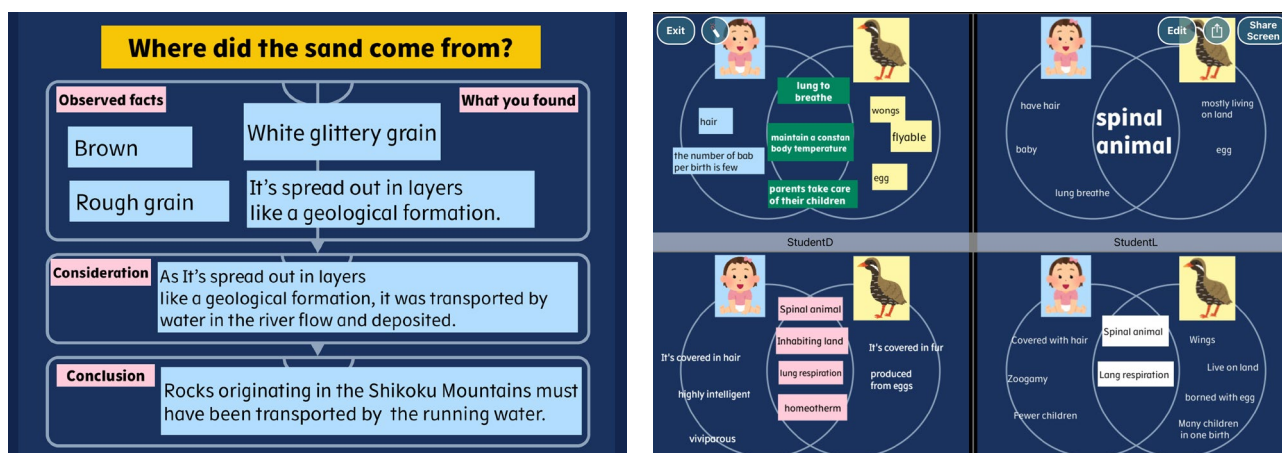 Where did the sand come from?
Observed facts
What you found
Brown
White glittery grain
Rough grain
It's spread out in layers
like a geological formation.
Consideration
As It's spread out in layers
like a geological formation, it was transported by
water in the river flow and deposited.
Conclusion
Rocks originating in the Shikoku Mountains must
have been transported by the running water.
Exit
lung to
breathe
hair
wongs
flyable
maintain a constan
body temperature
the number of bab
per birth is few
egg
parents take care
of their children
Edit
Share
Screen
have hair
mostly living
on land
spinal
animal
baby
egg
lung breathe
StudentD
StudentL
Spinal animal
Inhabiting land
It's covered in hair
It's covered in fur
lung respiration
produced
from eggs
highly intelligent
homeotherm
viviparous
Covered with hair
Spinal animal
Wings
Zoogamy
Lang respiration
Live on land
Fewer children
borned with egg
Many children
in one birth